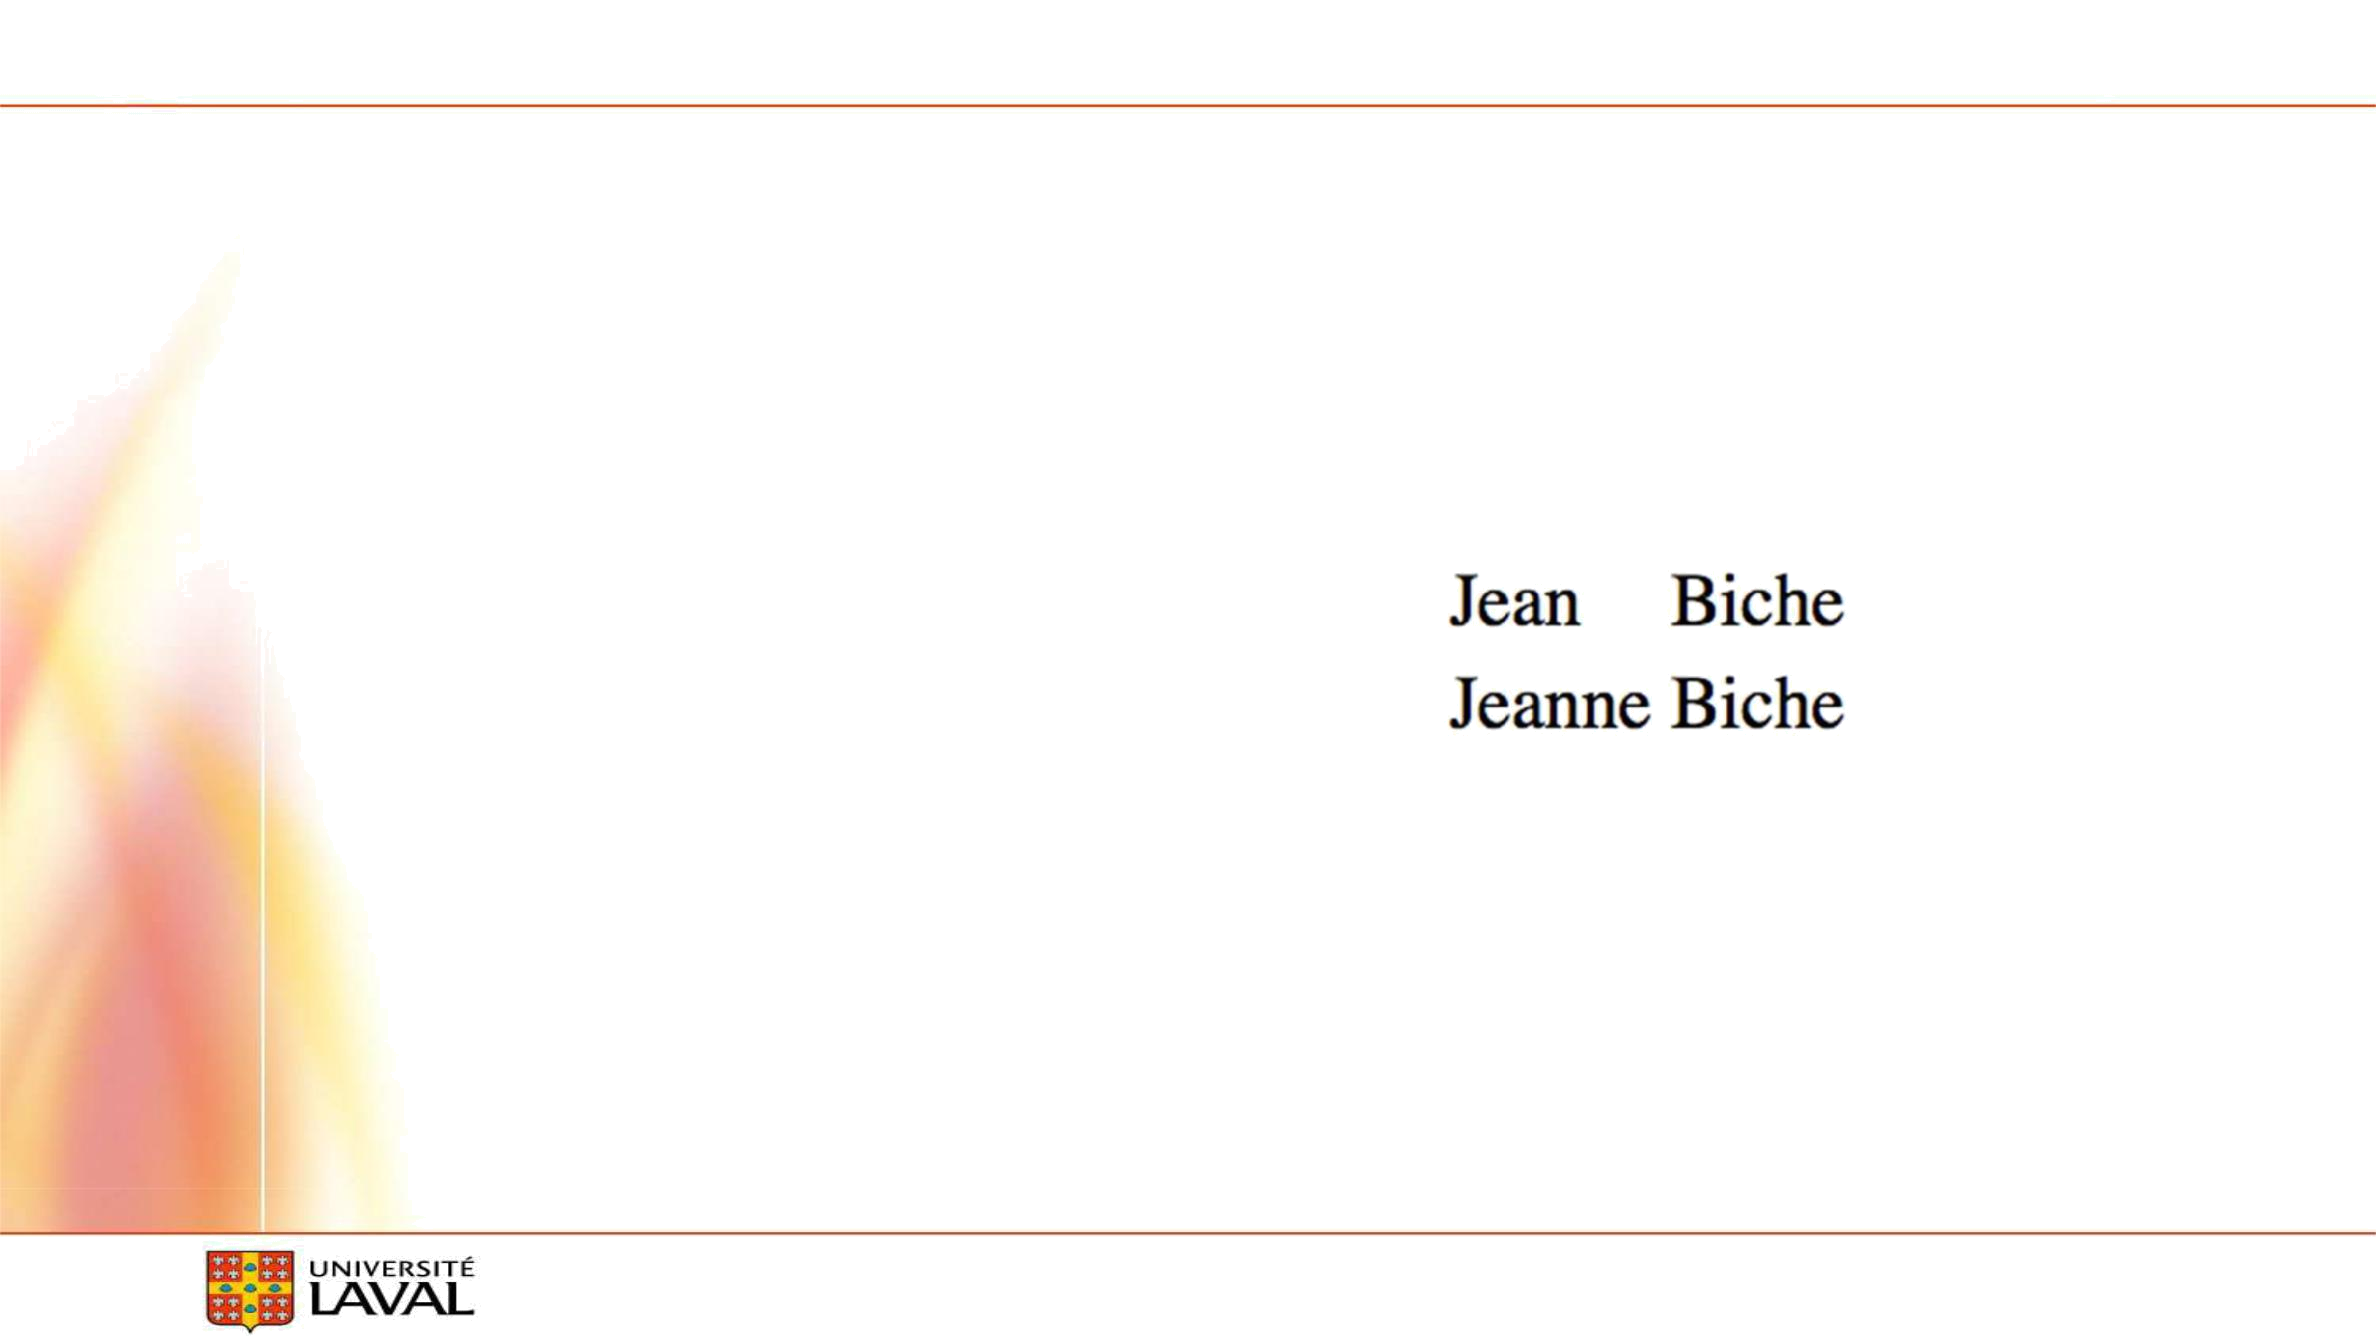 Jean Biche
Jeanne Biche
UNIVERSITÉ
LAVAL